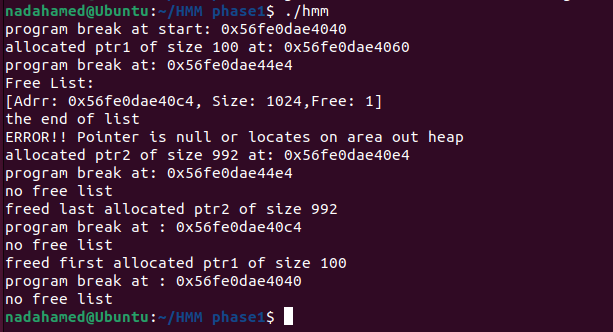 nadahamed@Ubuntu:~/HMM phase1$ ./hmm
program break at start: 0x56fe0dae4040
allocated ptr1 of size 100 at: 0x56fe0dae4060
program break at: 0x56fe0dae44e4
Free List:
[Adrr: 0x56fe0dae40c4, Size: 1024,Free: 1]
the end of list
ERROR!! Pointer is null or locates on area out heap
allocated ptr2 of size 992 at: 0x56fe0dae40e4
program break at: 0x56fe0dae44e4
no free list
freed last allocated ptr2 of size 992
program break at : 0x56fe0dae40c4
no free list
freed first allocated ptr1 of size 100
program break at : 0x56fe0dae4040
no free list
nadahamed@Ubuntu:~/HMM phase1$